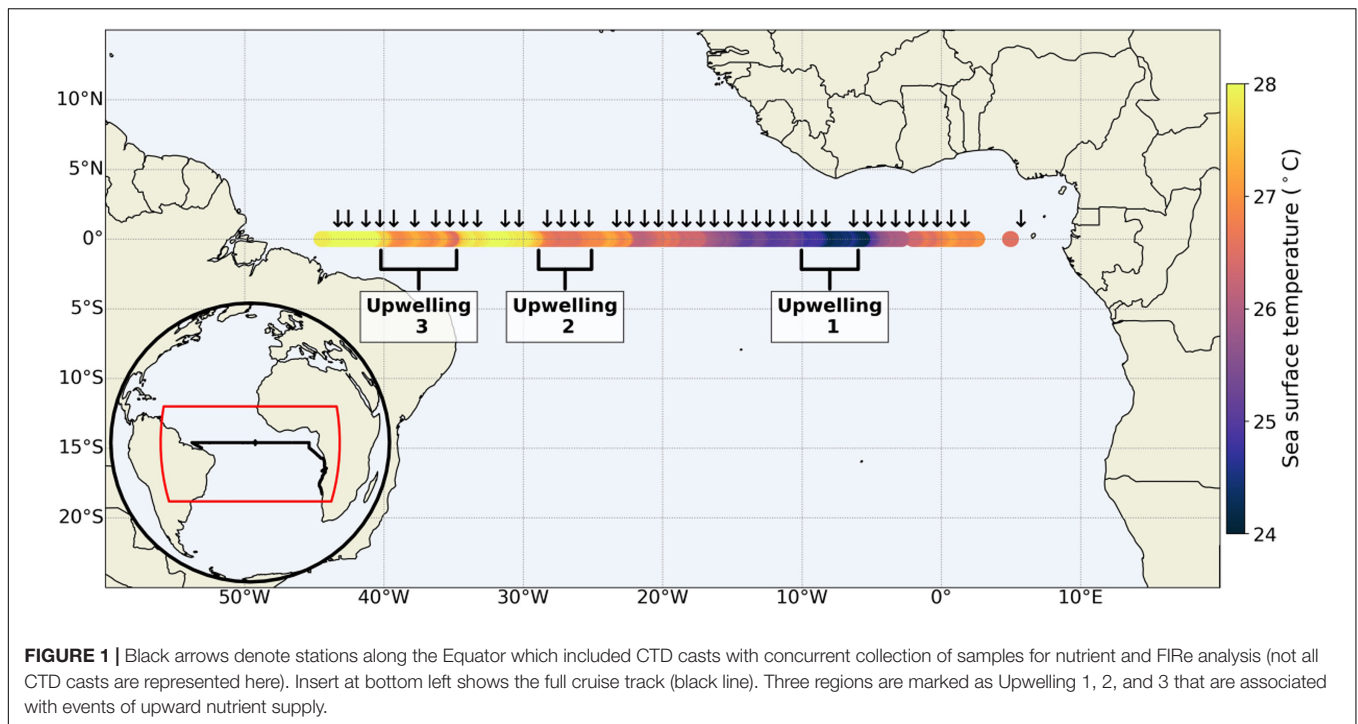 10°N
5°N
0°
5°S
10°S
15°S
20°S
50°W
40°W
30°W
20°W
10°W
0°
10°E
Upwelling
3
Upwelling
2
Upwelling
1
28
27
26
25
24
Sea surface temperature (°C)
FIGURE 1 | Black arrows denote stations along the Equator which included CTD casts with concurrent collection of samples for nutrient and FIRe analysis (not all
CTD casts are represented here). Insert at bottom left shows the full cruise track (black line). Three regions are marked as Upwelling 1, 2, and 3 that are associated
with events of upward nutrient supply.